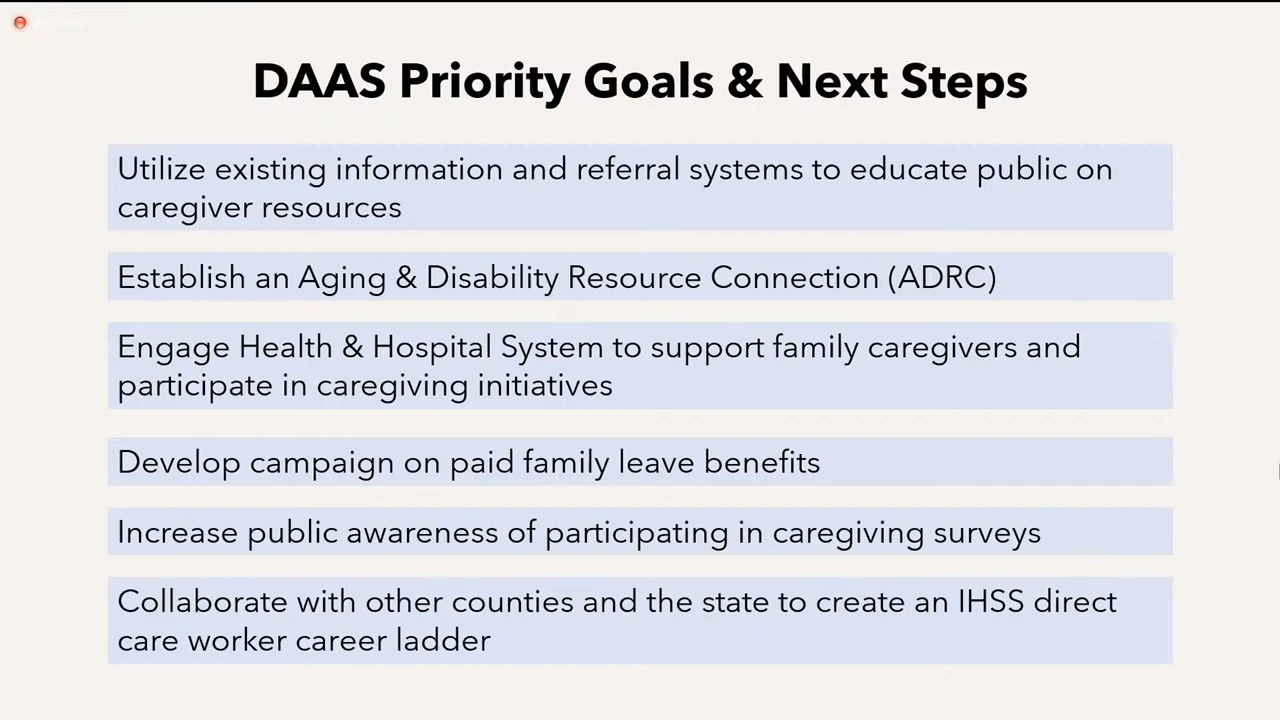 DAAS Priority Goals & Next Steps
Utilize existing information and referral systems to educate public on
caregiver resources
Establish an Aging & Disability Resource Connection (ADRC)
Engage Health & Hospital System to support family caregivers and
participate in caregiving initiatives
Develop campaign on paid family leave benefits
Increase public awareness of participating in caregiving surveys
Collaborate with other counties and the state to create an IHSS direct
care worker career ladder